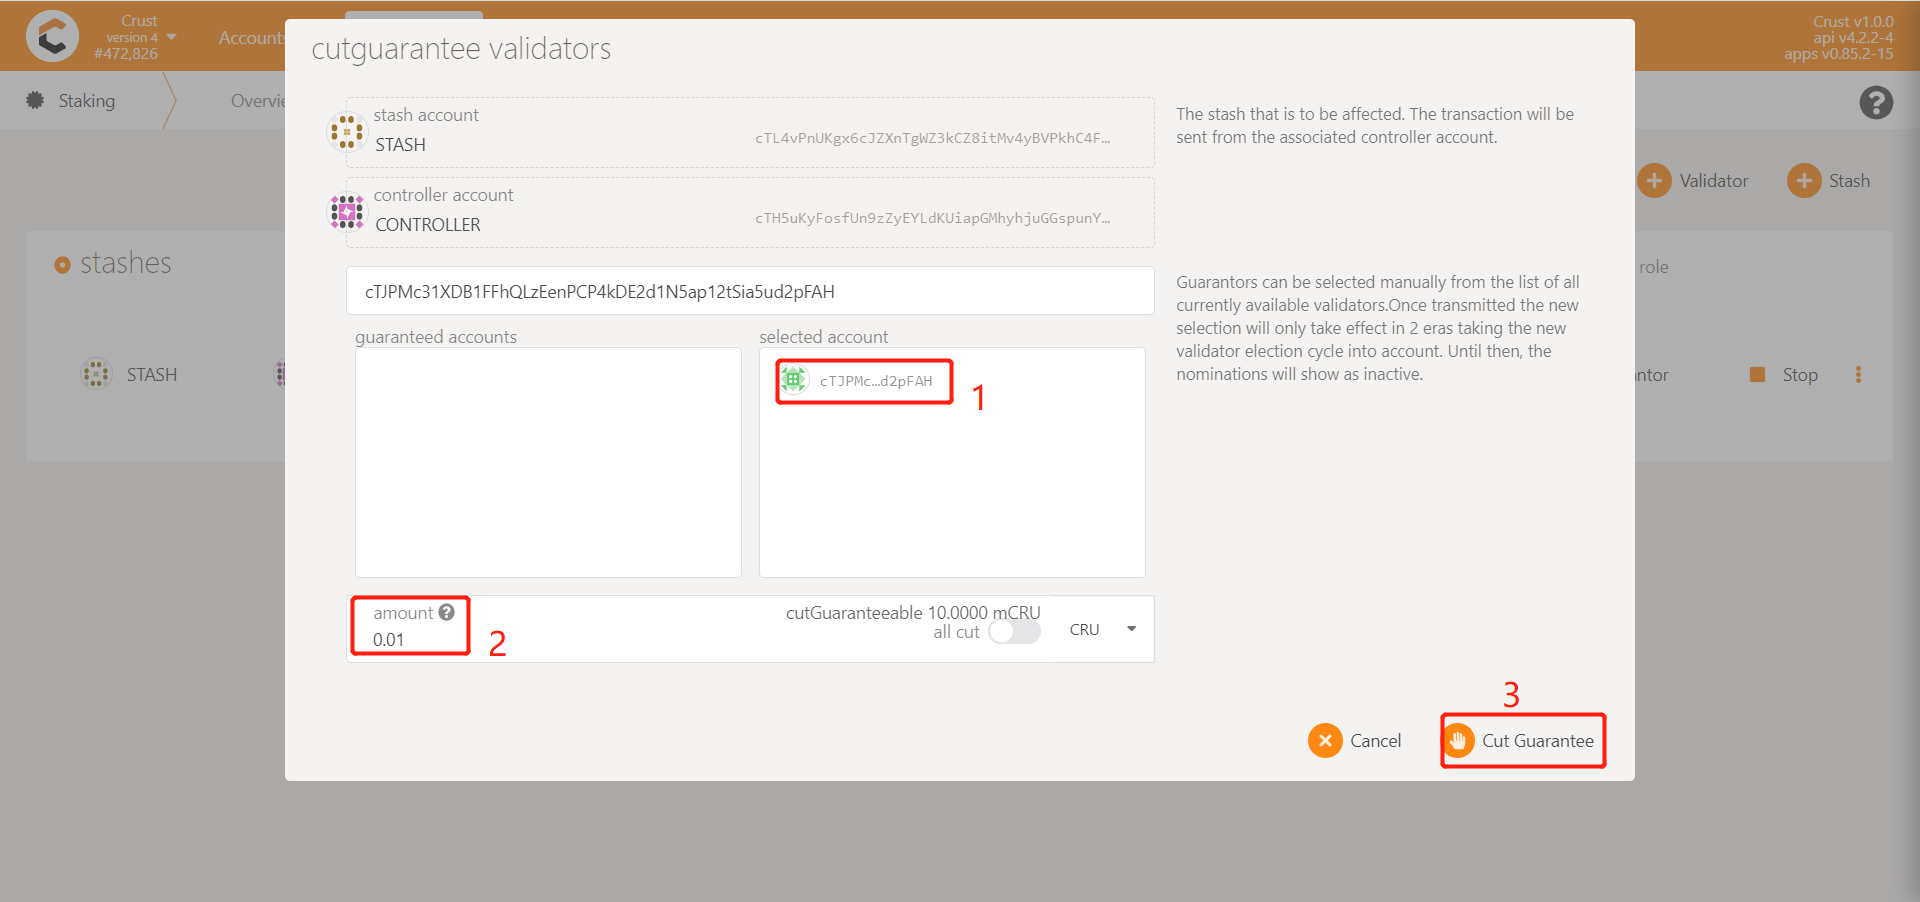 Crust
version 4
#472,826
Accounts
Crust v1.0.0
api v4.2.2-4
apps v0.85.2-15
Staking
Overvie
cutguarantee validators
stash account
STASH
cTL4vPnUKgx6cJZXnTgWZ3kCZ8itMv4yBVPkhC4F…
The stash that is to be affected. The transaction will be
sent from the associated controller account.
controller account
CONTROLLER
cTH5uKyFosfUn9zZyEYLdKUiapGMhyhjuGGspunY…
Validator
Stash
stashes
role
cTJPMc31XDB1FFhQLzEenPCP4kDE2d1N5ap12tSia5ud2pFAH
Guarantors can be selected manually from the list of all
currently available validators.Once transmitted the new
selection will only take effect in 2 eras taking the new
validator election cycle into account. Until then, the
nominations will show as inactive.
guaranteed accounts
selected account
cTJPMc…d2pFAH
1
STASH
ntor
Stop
amount
0.01
2
cutGuaranteeable 10.0000 mCRU
all cut
CRU
3
Cancel
Cut Guarantee